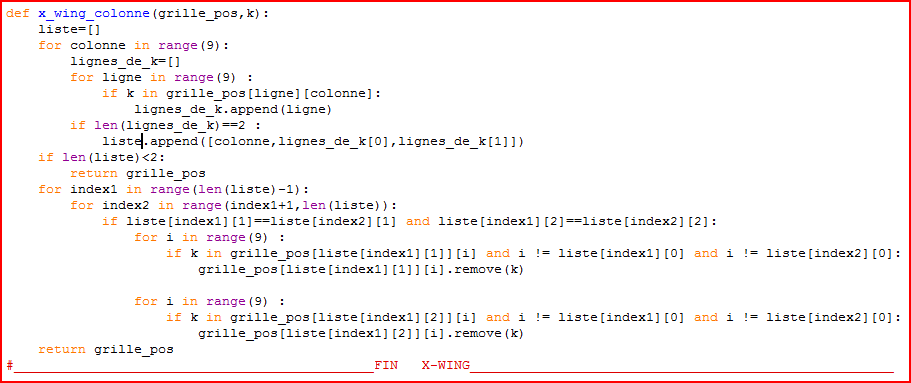 def x_wing_colonne(grille_pos,k):
    liste=[]
    for colonne in range(9):
        lignes_de_k=[]
        for ligne in range(9) :
            if k in grille_pos[ligne][colonne]:
                lignes_de_k.append(ligne)
        if len(lignes_de_k)==2 :
            liste.append([colonne,lignes_de_k[0],lignes_de_k[1]])
    if len(liste)<2:
        return grille_pos
    for index1 in range(len(liste)-1):
        for index2 in range(index1+1,len(liste)):
            if liste[index1][1]==liste[index2][1] and liste[index1][2]==liste[index2][2]:
                for i in range(9) :
                    if k in grille_pos[liste[index1][1]][i] and i != liste[index1][0] and i != liste[index2][0]:
                        grille_pos[liste[index1][1]][i].remove(k)

                for i in range(9) :
                    if k in grille_pos[liste[index1][2]][i] and i != liste[index1][0] and i != liste[index2][0]:
                        grille_pos[liste[index1][2]][i].remove(k)
    return grille_pos
#_____________________________________________FIN   X-WING_____________________________________________________